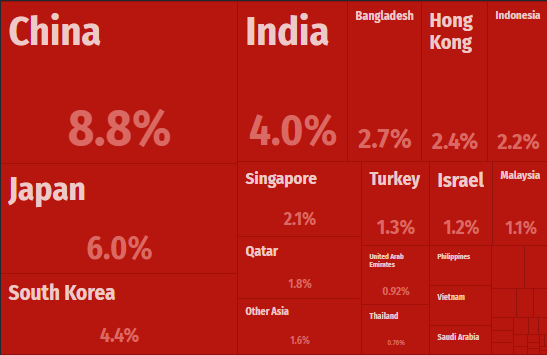 China
8.8%
Japan
6.0%
South Korea
4.4%
India
4.0%
Bangladesh
2.7%
Hong
Kong
2.4%
Indonesia
2.2%
Singapore
2.1%
Qatar
1.8%
Other Asia
1.6%
Turkey
1.3%
Israel
1.2%
Malaysia
1.1%
United Arab
Emirates
0.92%
Thailand
0.76%
Philippines
Vietnam
Saudi Arabia